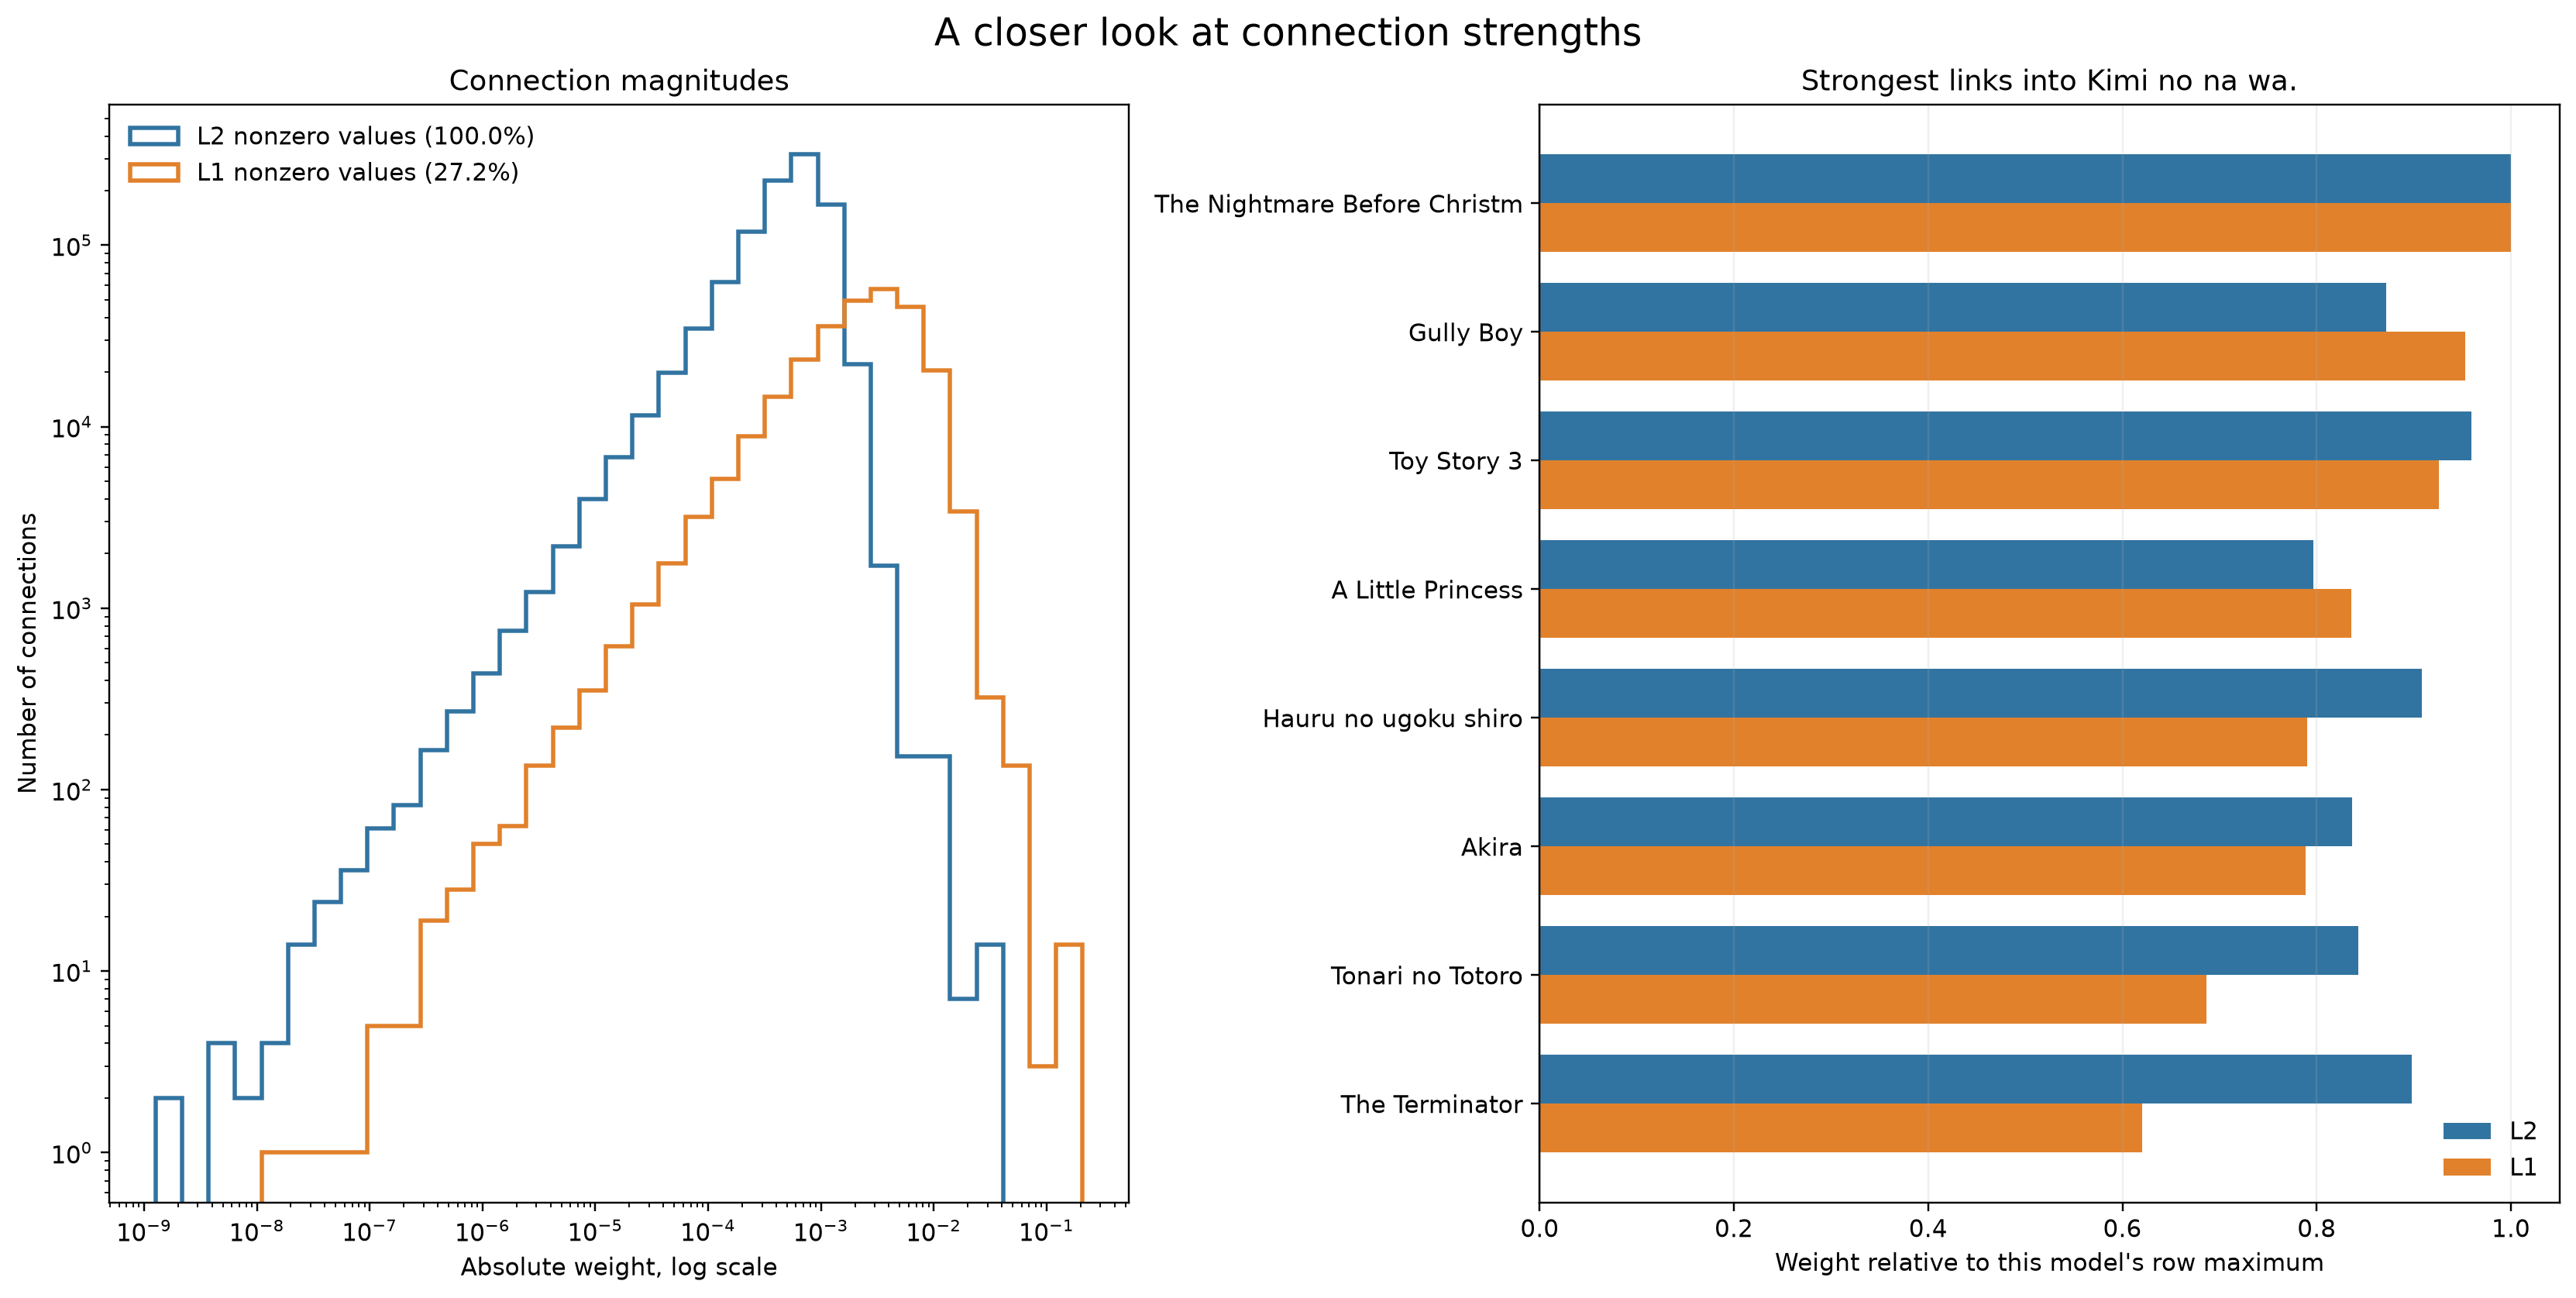 A closer look at connection strengths
Connection magnitudes
L2 nonzero values (100.0%)
L1 nonzero values (27.2%)
Number of connections
10⁵
10⁴
10³
10²
10¹
10⁰
10⁻⁹ 10⁻⁸ 10⁻⁷ 10⁻⁶ 10⁻⁵ 10⁻⁴ 10⁻³ 10⁻² 10⁻¹
Absolute weight, log scale
Strongest links into Kimi no na wa.
The Nightmare Before Christm
Gully Boy
Toy Story 3
A Little Princess
Hauru no ugoku shiro
Akira
Tonari no Totoro
The Terminator
L2
L1
0.0 0.2 0.4 0.6 0.8 1.0
Weight relative to this model's row maximum